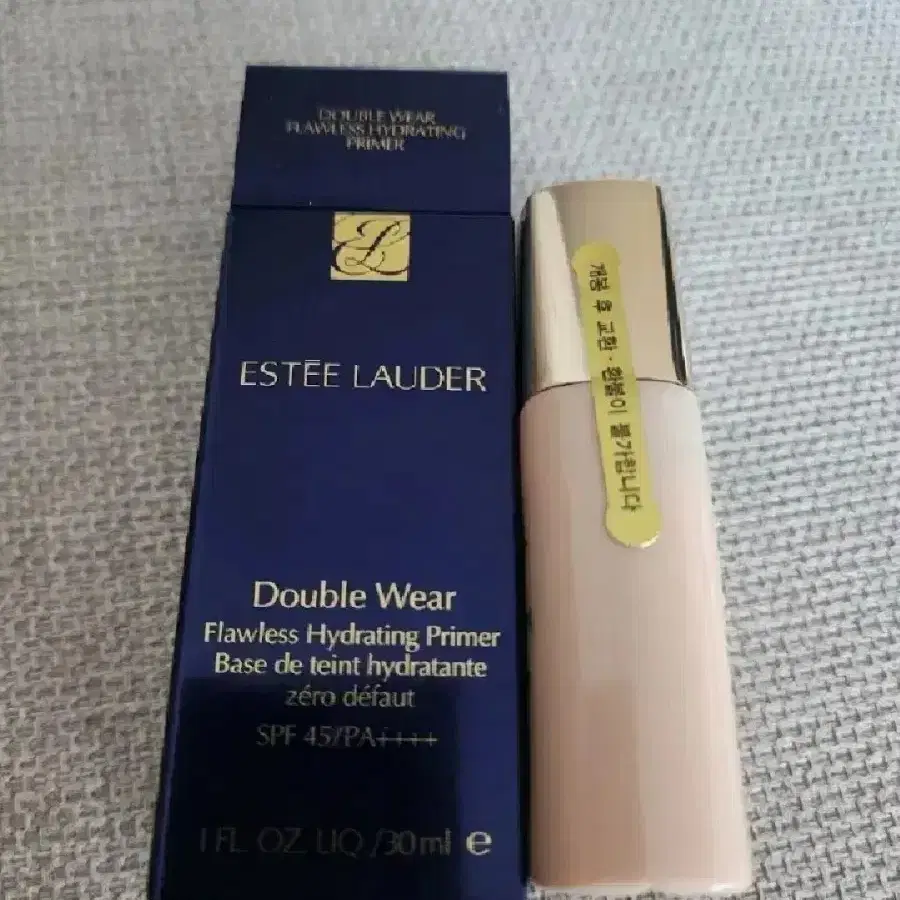 DOUBLE WEAR
FLAWLESS HYDRATING
PRIMER
ESTĒE LAUDER
Double Wear
Flawless Hydrating Primer
Base de teint hydratante
zéro défaut
SPF 45/PA++++
1 FL. OZ. LIQ./30ml e
개봉 후 교환·환불이 불가합니다